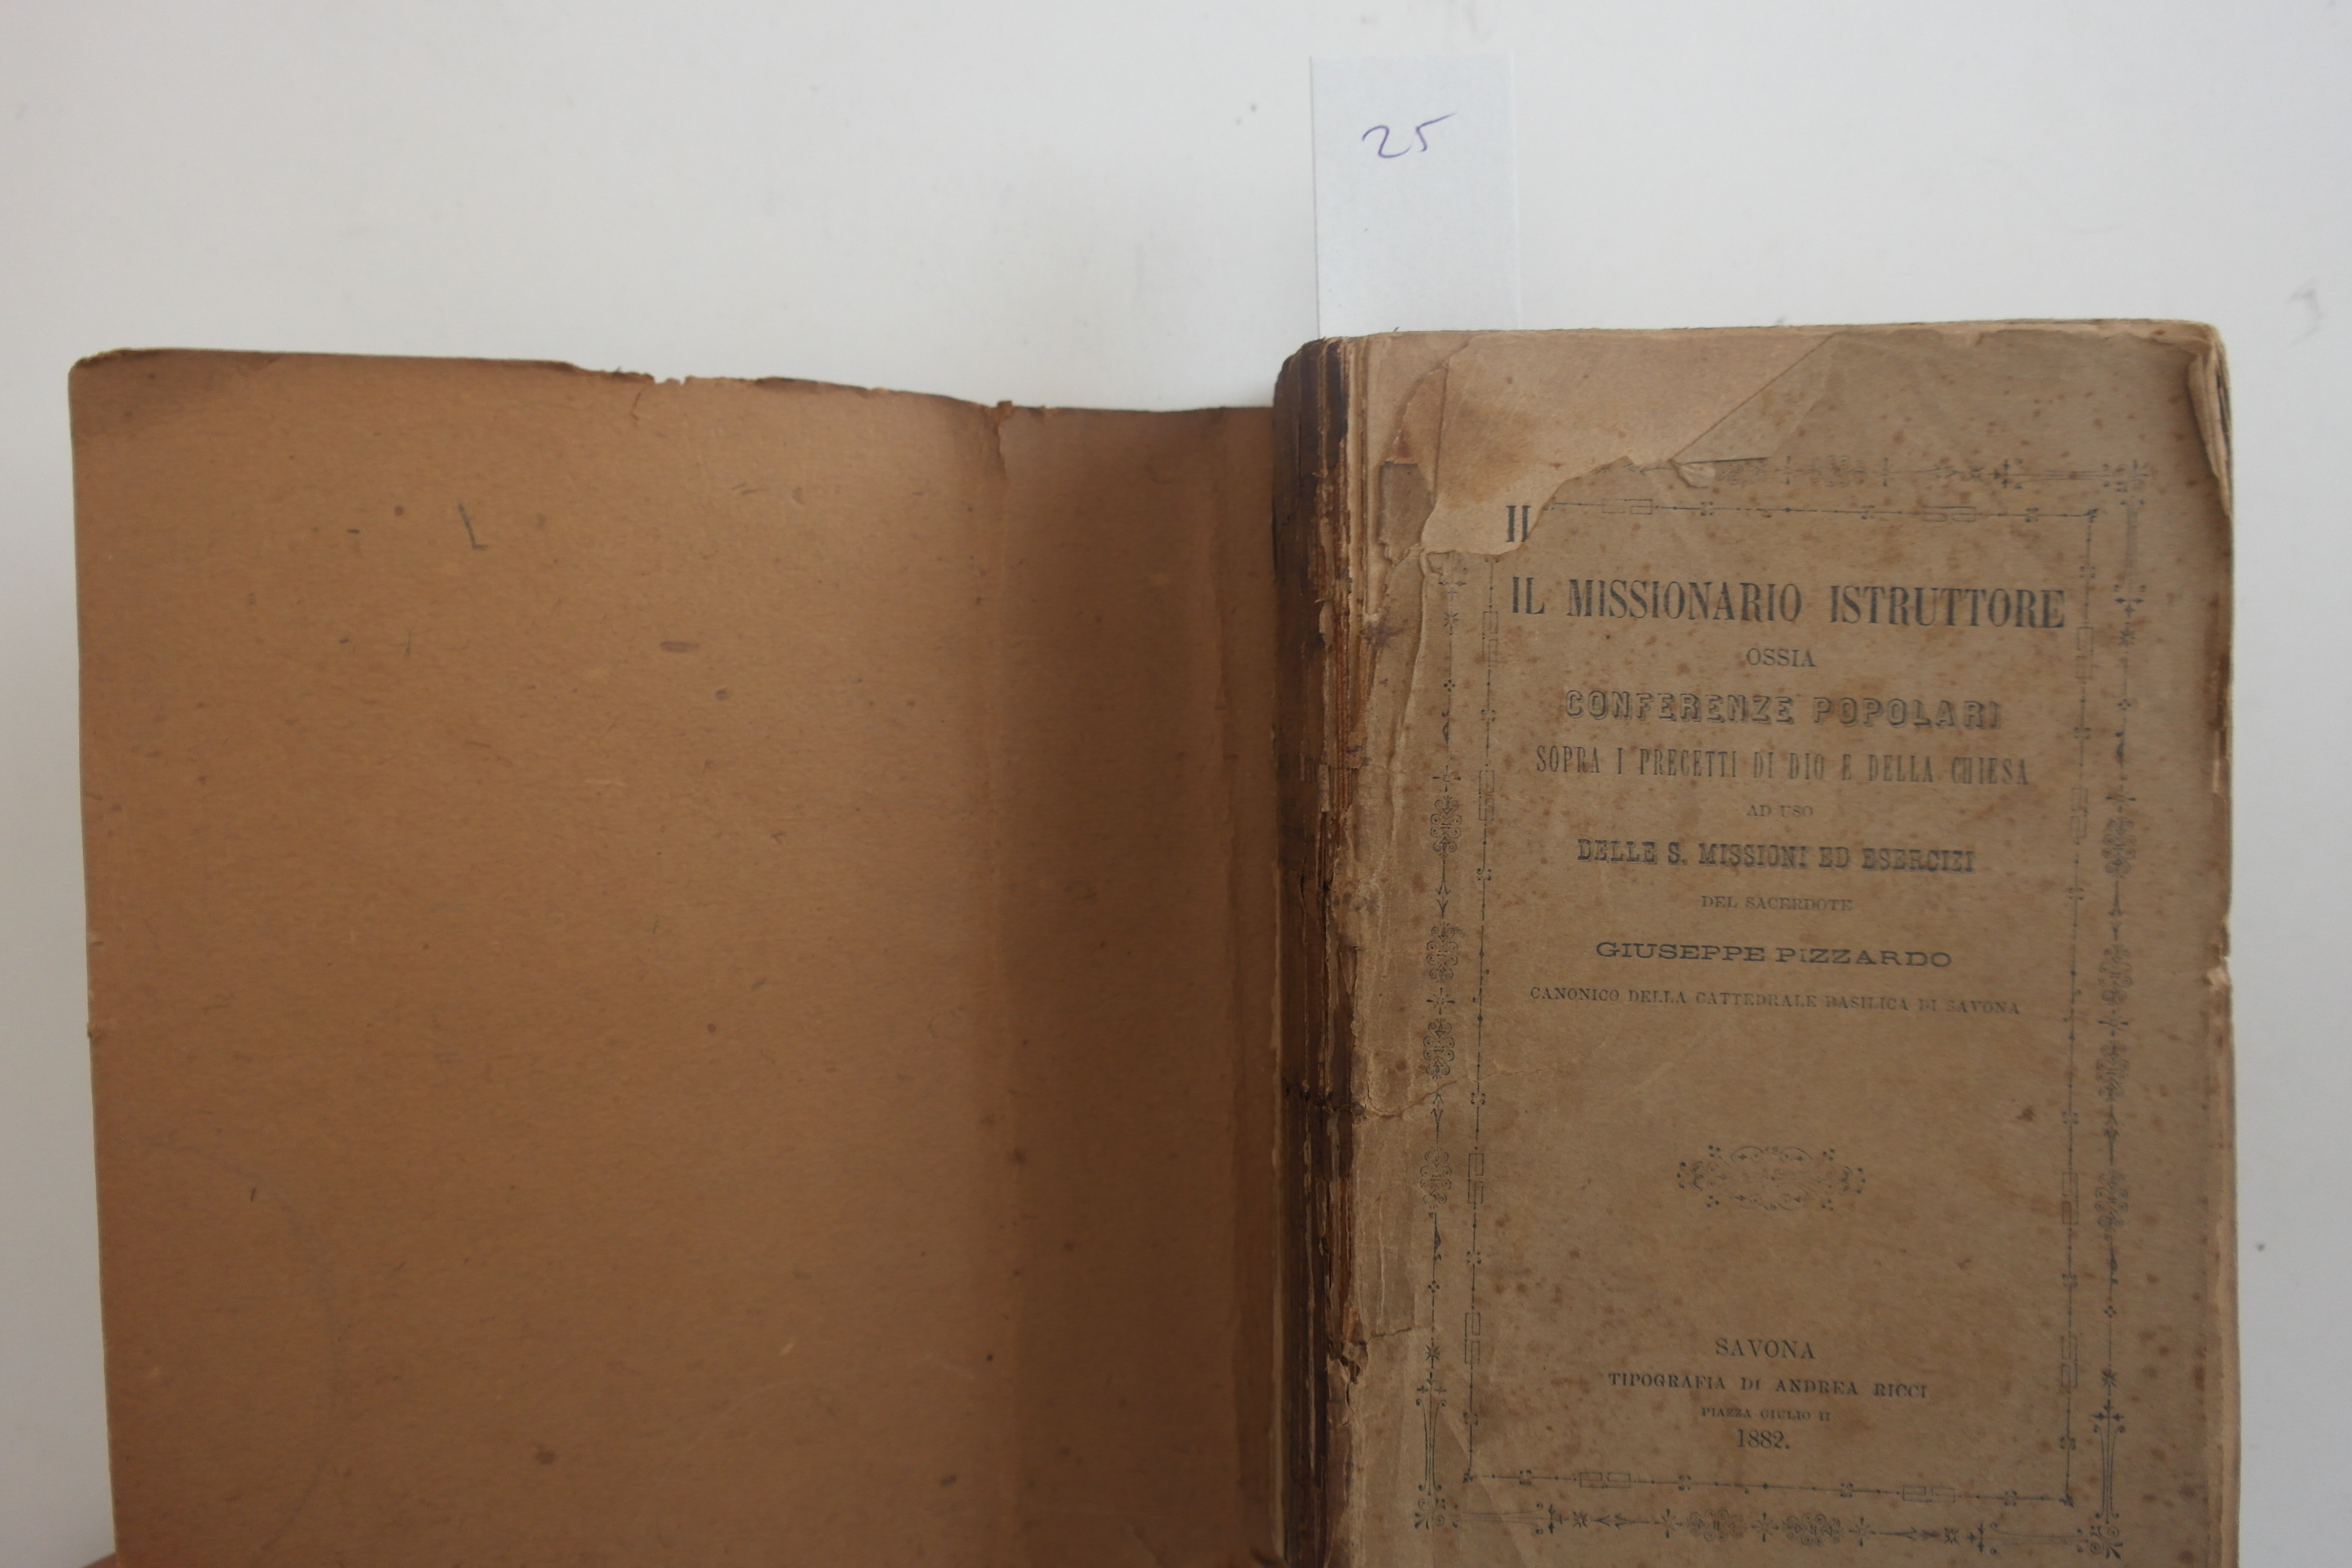 25
IL
IL MISSIONARIO ISTRUTTORE
OSSIA
CONFERENZE POPOLARI
SOPRA I PRECETTI DI DIO E DELLA CHIESA
AD USO
DELLE S. MISSIONI ED ESERCIZI
DEL SACERDOTE
GIUSEPPE PIZZARDO
CANONICO DELLA CATTEDRALE BASILICA DI SAVONA
SAVONA
TIPOGRAFIA DI ANDREA RICCI
PIAZZA GIULIO II
1882.